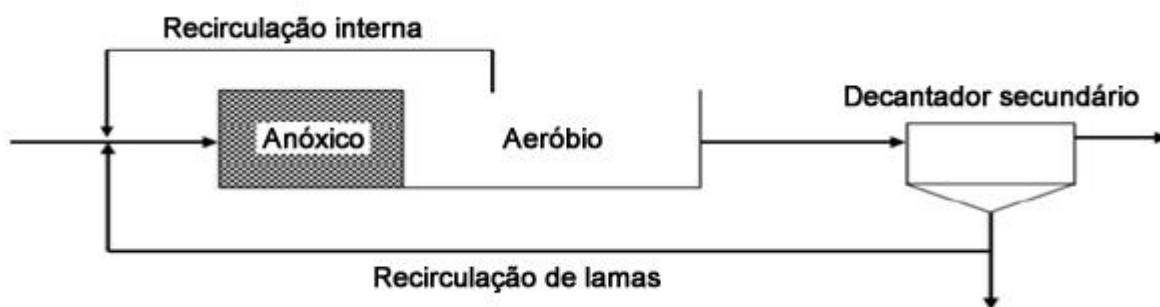 Recirculação interna
Decantador secundário
Anóxico
Aeróbio
Recirculação de lamas